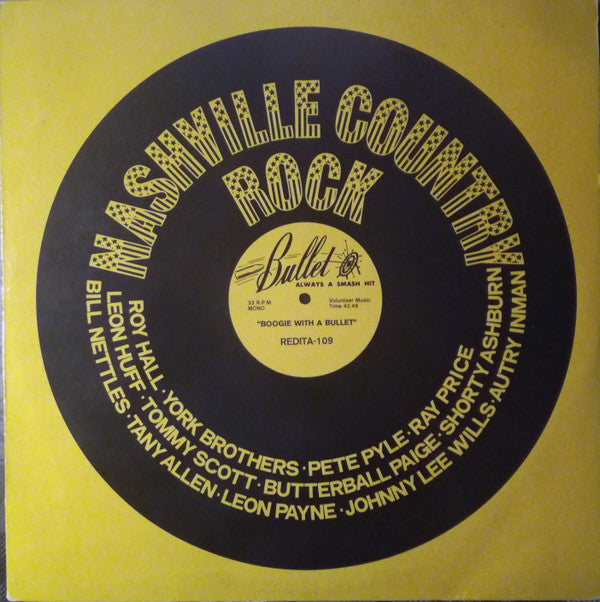 NASHVILLE COUNTRY
ROCK
Bullet
ALWAYS A SMASH HIT
33 R.P.M.
MONO
Volunteer Music
Time 42.48
"BOOGIE WITH A BULLET"
REDITA-109
ROY HALL · YORK BROTHERS · PETE PYLE · RAY PRICE
LEON HUFF · TOMMY SCOTT · BUTTERBALL PAIGE · SHORTY ASHBURN
BILL NETTLES · TANY ALLEN · LEON PAYNE · JOHNNY LEE WILLS · AUTRY INMAN